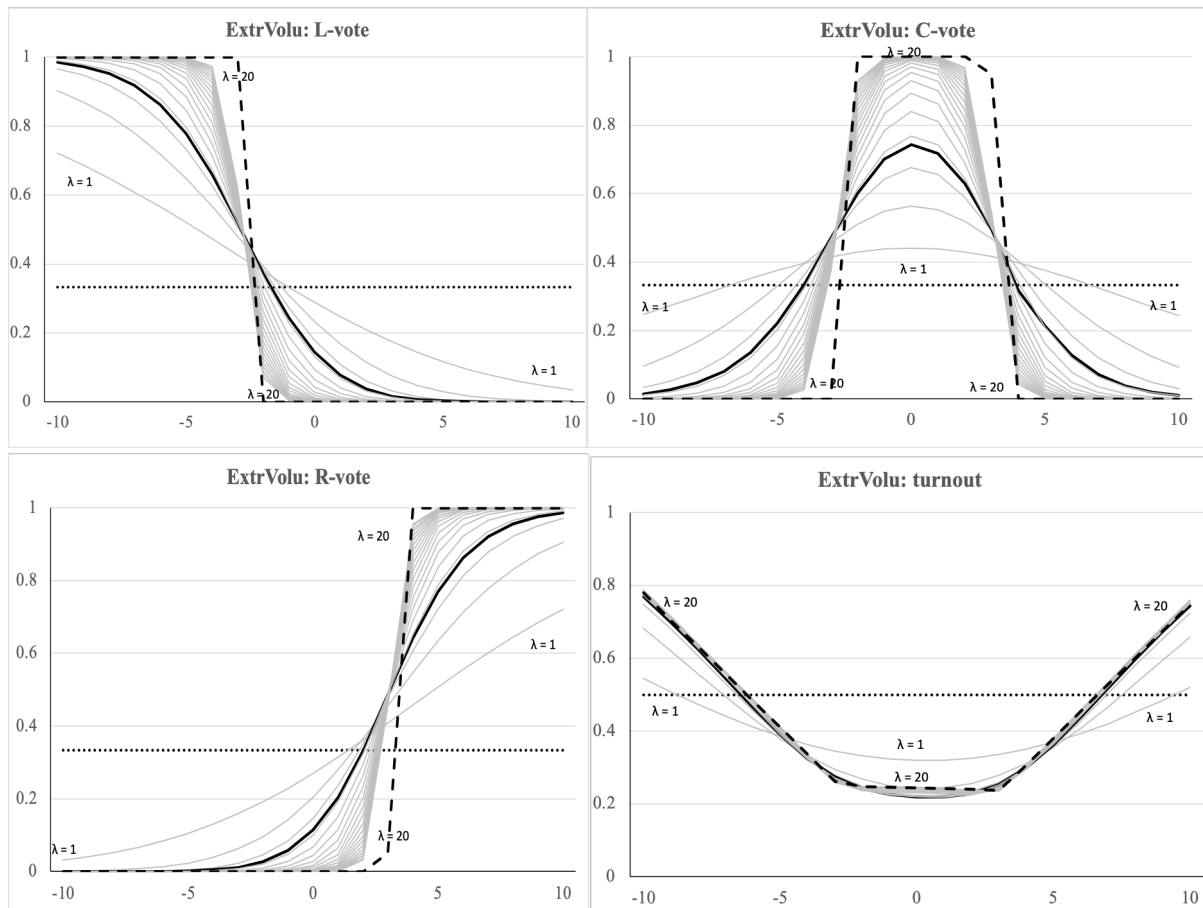 ExtrVolu: L-vote
1
0.8
0.6
0.4
0.2
0
-10 -5 0 5 10
λ = 20
λ = 1
λ = 1
λ = 20
ExtrVolu: C-vote
1
0.8
0.6
0.4
0.2
0
-10 -5 0 5 10
λ = 20
λ = 1
λ = 1
λ = 1
λ = 20
λ = 20
ExtrVolu: R-vote
1
0.8
0.6
0.4
0.2
0
-10 -5 0 5 10
λ = 20
λ = 1
λ = 1
λ = 20
ExtrVolu: turnout
1
0.8
0.6
0.4
0.2
0
-10 -5 0 5 10
λ = 20
λ = 20
λ = 1
λ = 1
λ = 1
λ = 20